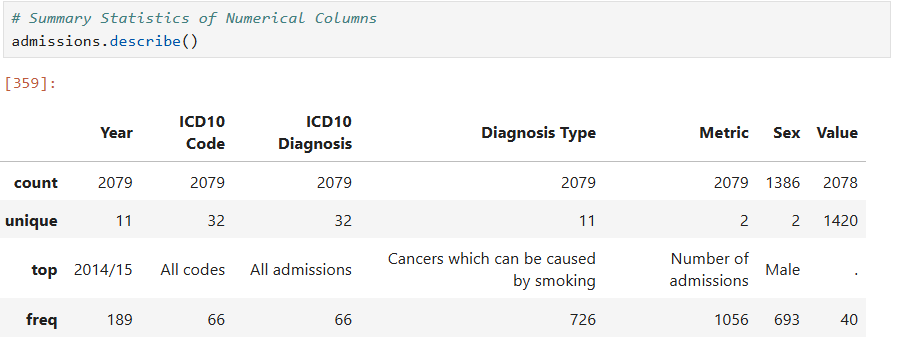 # Summary Statistics of Numerical Columns
admissions.describe()
[359]:
Year ICD10 Code ICD10 Diagnosis Diagnosis Type Metric Sex Value
count 2079 2079 2079 2079 2079 1386 2078
unique 11 32 32 11 2 2 1420
top 2014/15 All codes All admissions Cancers which can be caused by smoking Number of admissions Male .
freq 189 66 66 726 1056 693 40